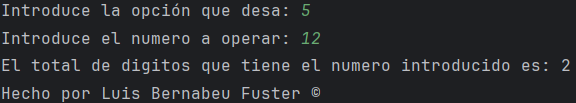 Introduce la opción que desa: 5
Introduce el numero a operar: 12
El total de digitos que tiene el numero introducido es: 2
Hecho por Luis Bernabeu Fuster ©